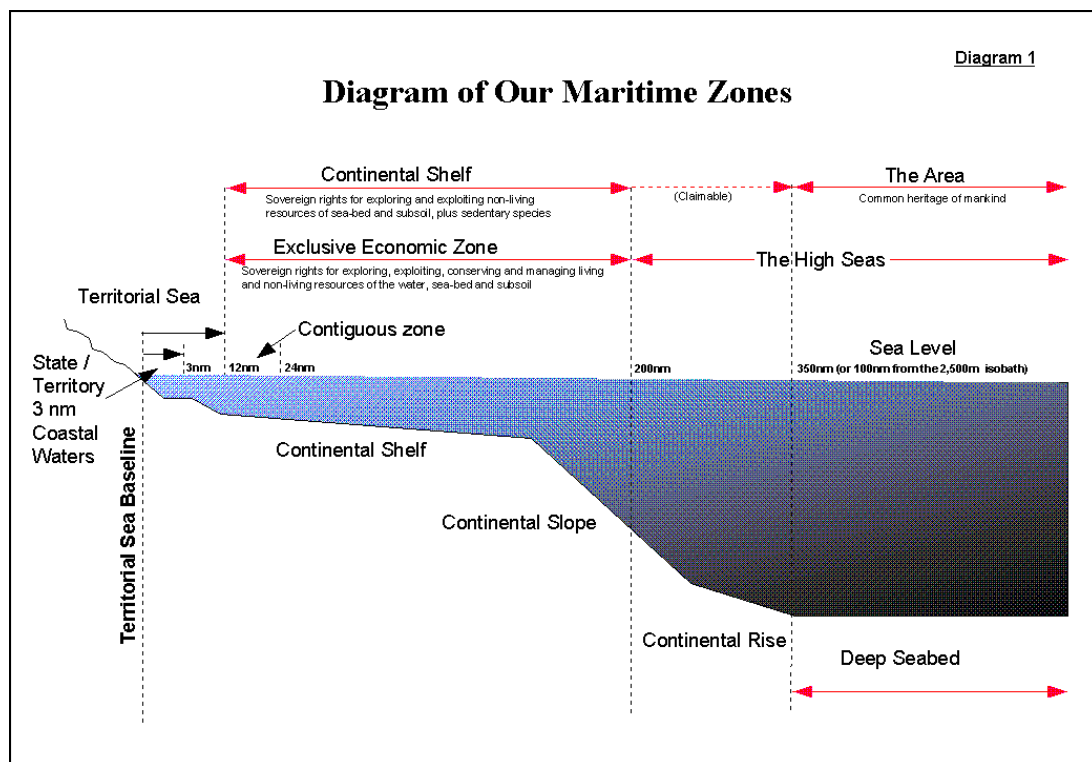 Diagram 1
Diagram of Our Maritime Zones
Continental Shelf
Sovereign rights for exploring and exploiting non-living
resources of sea-bed and subsoil, plus sedentary species
(Claimable)
The Area
Common heritage of mankind
Exclusive Economic Zone
Sovereign rights for exploring, exploiting, conserving and managing living
and non-living resources of the water, sea-bed and subsoil
The High Seas
Territorial Sea
Contiguous zone
State /
Territory
3 nm
Coastal
Waters
3nm
12nm
24nm
200nm
Sea Level
350nm (or 100nm from the 2,500m isobath)
Continental Shelf
Territorial Sea Baseline
Continental Slope
Continental Rise
Deep Seabed